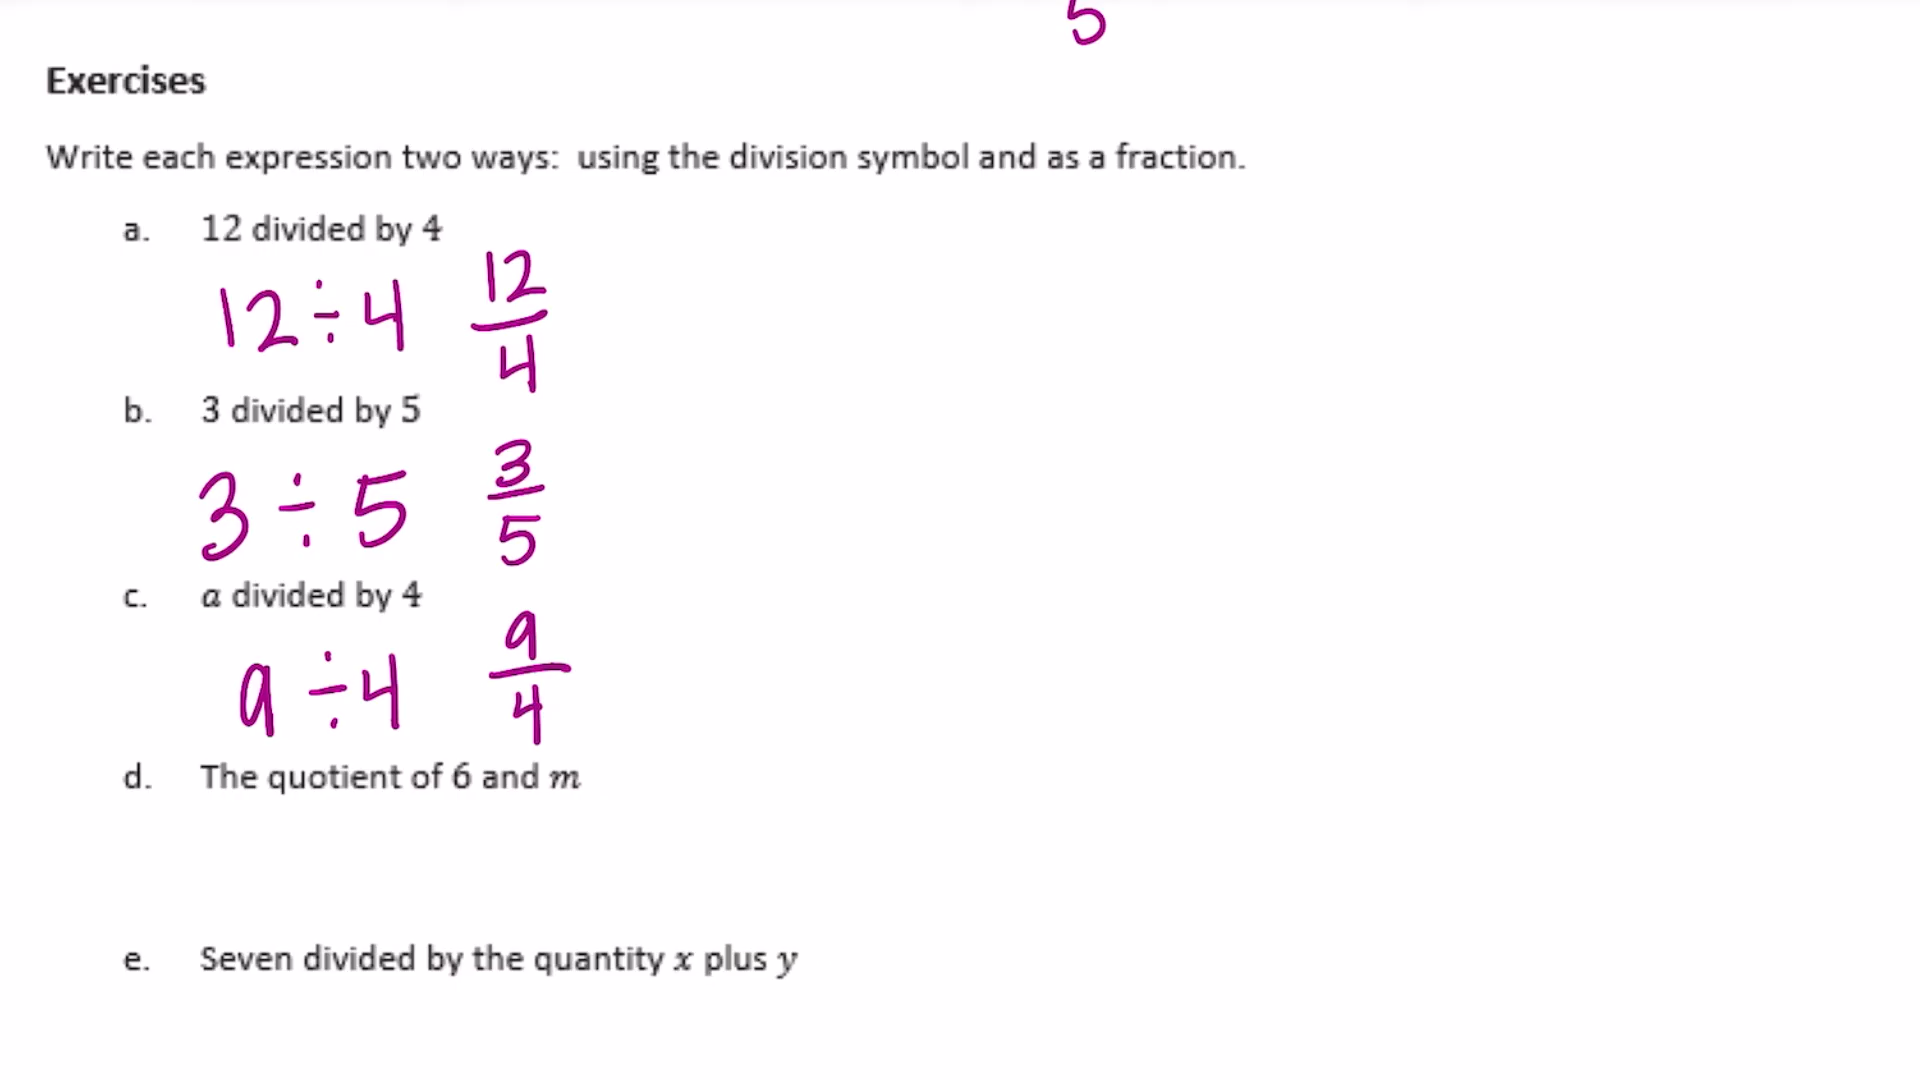 5
Exercises
Write each expression two ways: using the division symbol and as a fraction.
a. 12 divided by 4
12 ÷ 4 12/4
b. 3 divided by 5
3 ÷ 5 3/5
c. a divided by 4
a ÷ 4 a/4
d. The quotient of 6 and m
e. Seven divided by the quantity x plus y